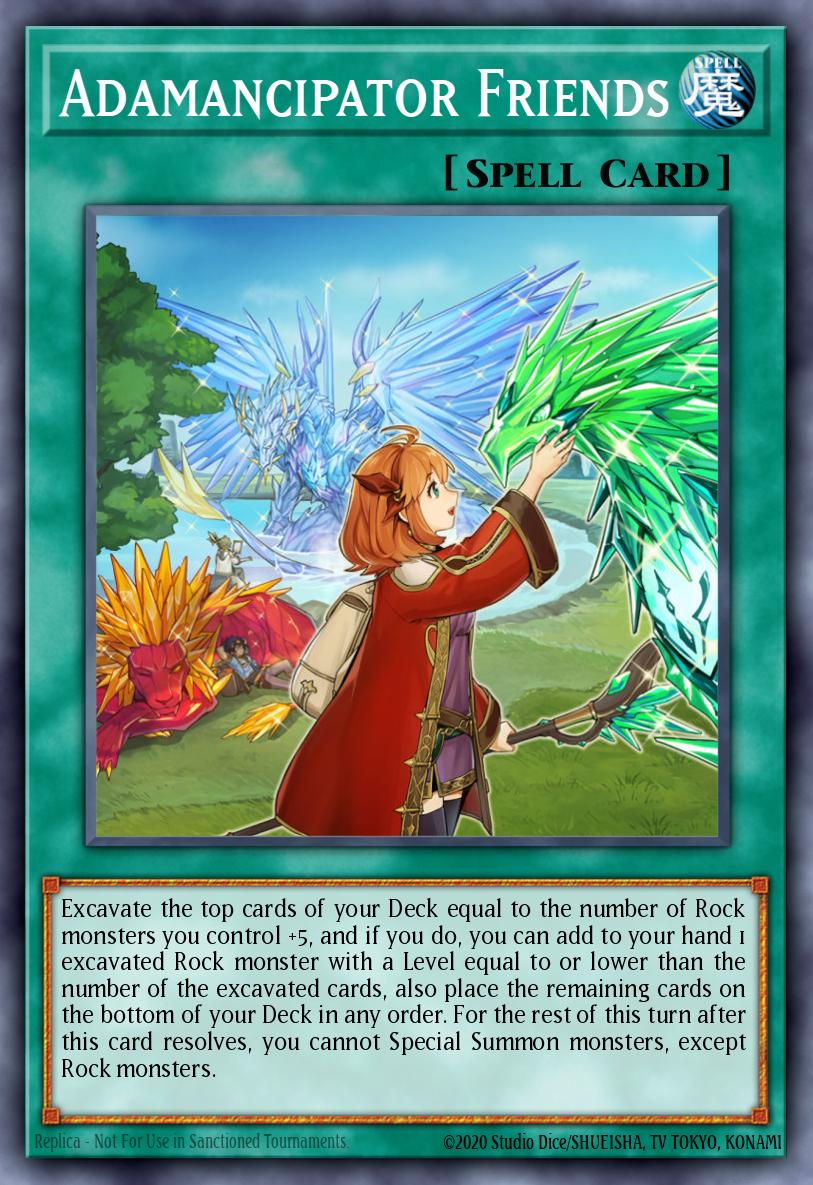 Adamancipator Friends
SPELL
魔
[Spell Card]
Excavate the top cards of your Deck equal to the number of Rock
monsters you control +5, and if you do, you can add to your hand 1
excavated Rock monster with a Level equal to or lower than the
number of the excavated cards, also place the remaining cards on
the bottom of your Deck in any order. For the rest of this turn after
this card resolves, you cannot Special Summon monsters, except
Rock monsters.
Replica - Not For Use in Sanctioned Tournaments.
©2020 Studio Dice/SHUEISHA, TV TOKYO, KONAMI